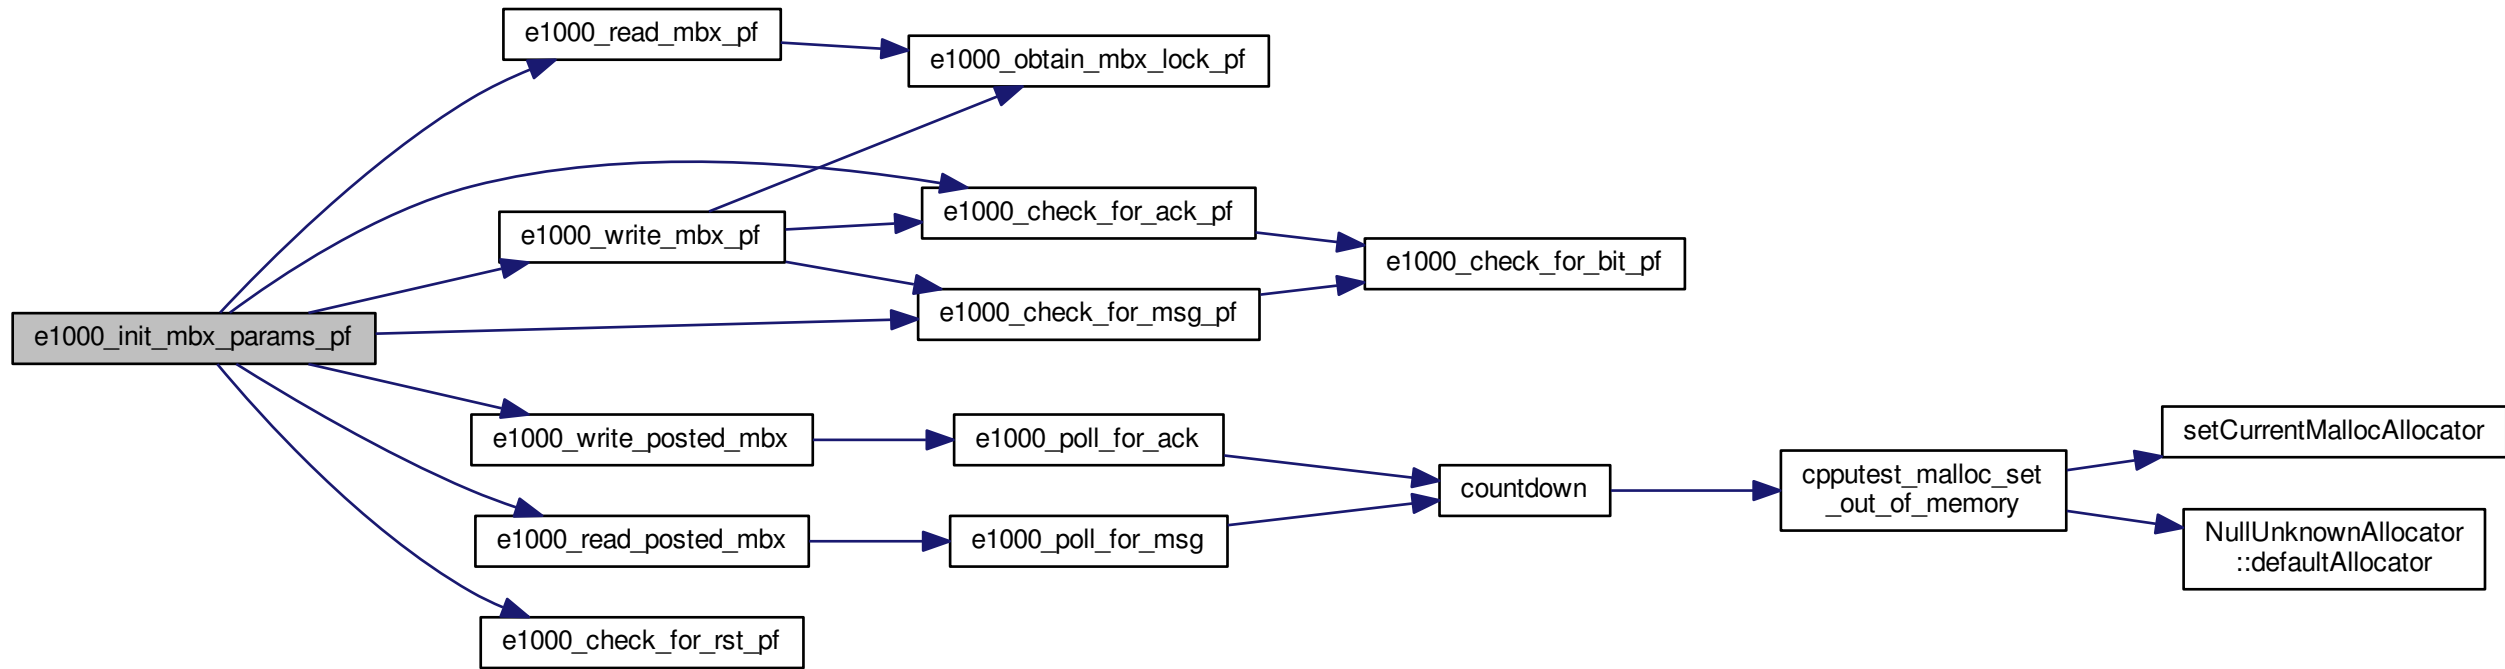 e1000_read_mbx_pf
e1000_obtain_mbx_lock_pf
e1000_check_for_ack_pf
e1000_write_mbx_pf
e1000_check_for_bit_pf
e1000_check_for_msg_pf
e1000_init_mbx_params_pf
e1000_write_posted_mbx
e1000_poll_for_ack
setCurrentMallocAllocator
countdown
cpputest_malloc_set
_out_of_memory
e1000_read_posted_mbx
e1000_poll_for_msg
NullUnknownAllocator
::defaultAllocator
e1000_check_for_rst_pf